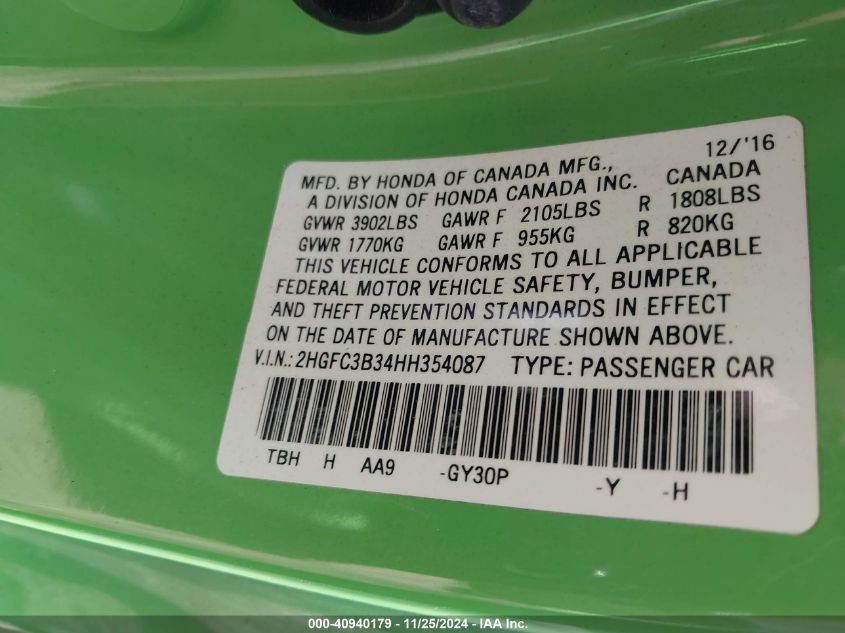 12/'16
MFD. BY HONDA OF CANADA MFG., CANADA
A DIVISION OF HONDA CANADA INC.
GVWR 3902LBS GAWR F 2105LBS R 1808LBS
GVWR 1770KG GAWR F 955KG R 820KG
THIS VEHICLE CONFORMS TO ALL APPLICABLE
FEDERAL MOTOR VEHICLE SAFETY, BUMPER,
AND THEFT PREVENTION STANDARDS IN EFFECT
ON THE DATE OF MANUFACTURE SHOWN ABOVE.
V.I.N.: 2HGFC3B34HH354087 TYPE: PASSENGER CAR
TBH H AA9 -GY30P -Y -H
000-40940179 - 11/25/2024 - IAA Inc.